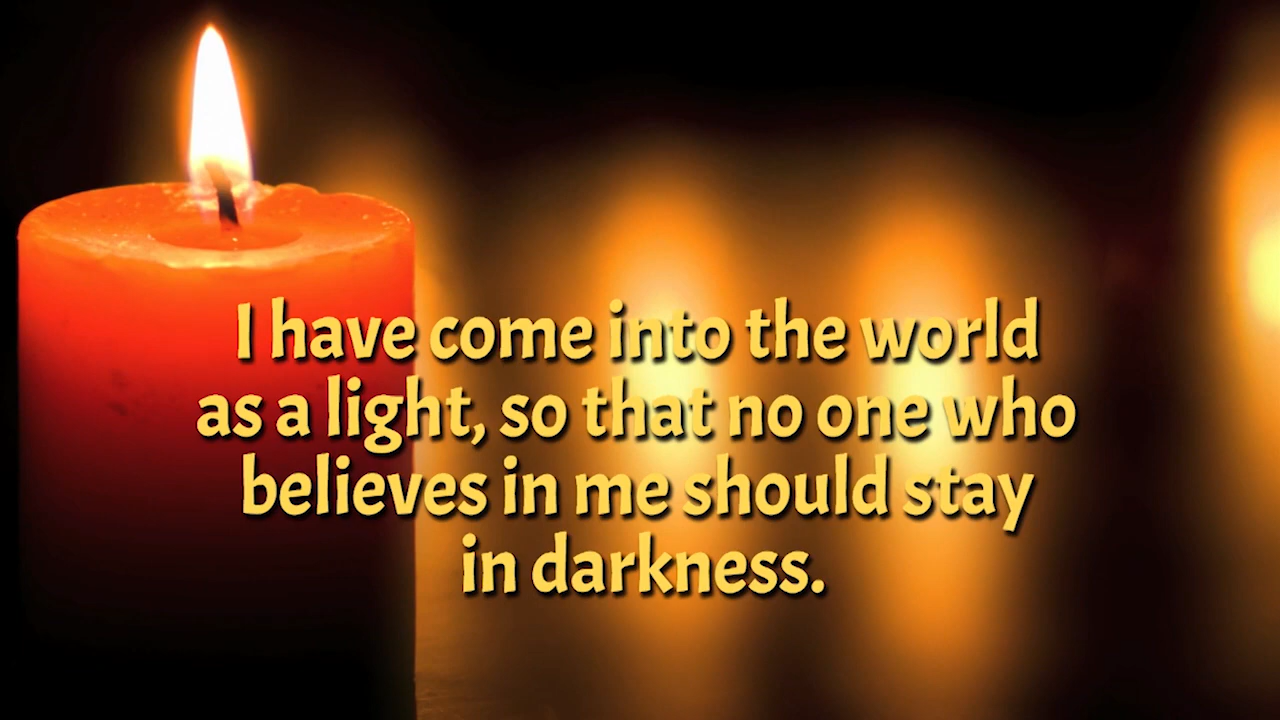 I have come into the world
as a light, so that no one who
believes in me should stay
in darkness.